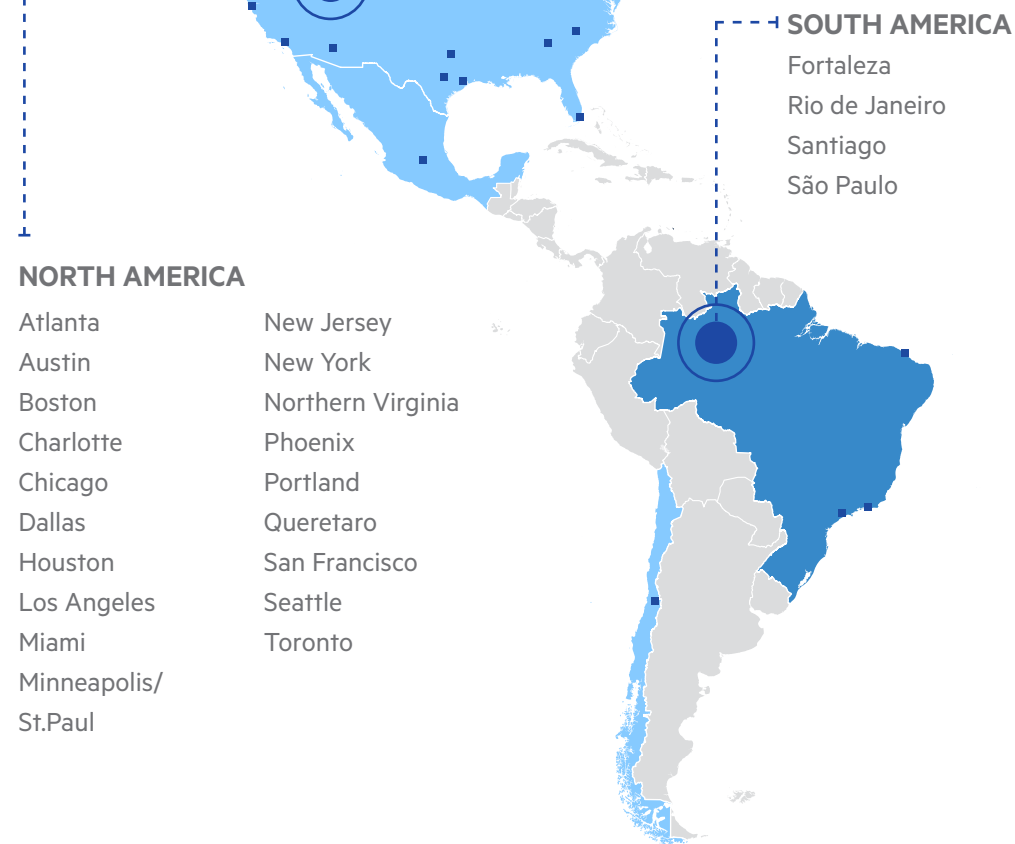 SOUTH AMERICA
Fortaleza
Rio de Janeiro
Santiago
São Paulo
NORTH AMERICA
Atlanta
Austin
Boston
Charlotte
Chicago
Dallas
Houston
Los Angeles
Miami
Minneapolis/
St.Paul
New Jersey
New York
Northern Virginia
Phoenix
Portland
Queretaro
San Francisco
Seattle
Toronto